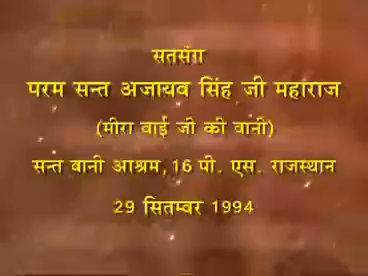 सतसंग
परम सन्त अजायब सिंह जी महाराज
(मीरा बाई जी की बानी)
सन्त बानी आश्रम, 16 पी. एस. राजस्थान
29 सितम्बर 1994